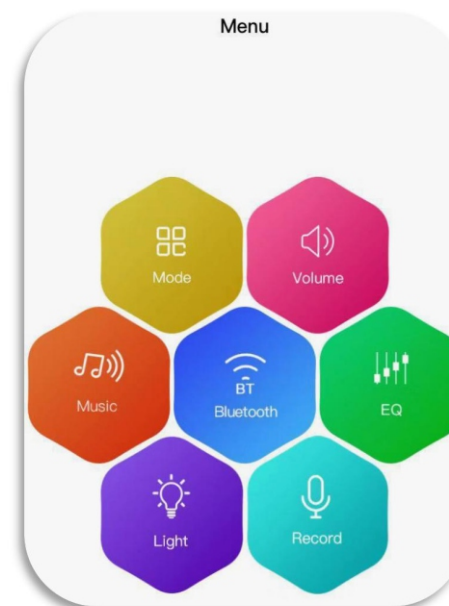 Menu
Mode
Volume
Music
BT
Bluetooth
EQ
Light
Record